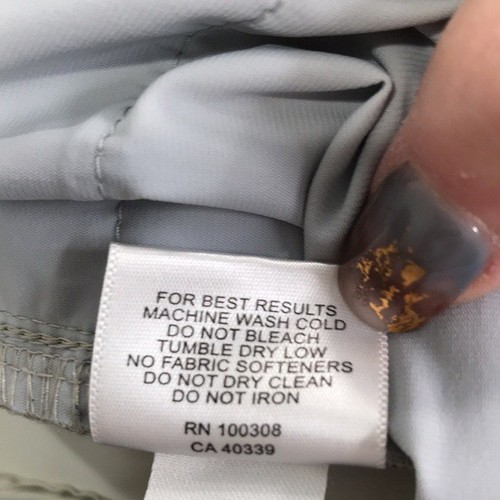 FOR BEST RESULTS
MACHINE WASH COLD
DO NOT BLEACH
TUMBLE DRY LOW
NO FABRIC SOFTENERS
DO NOT DRY CLEAN
DO NOT IRON
RN 100308
CA 40339